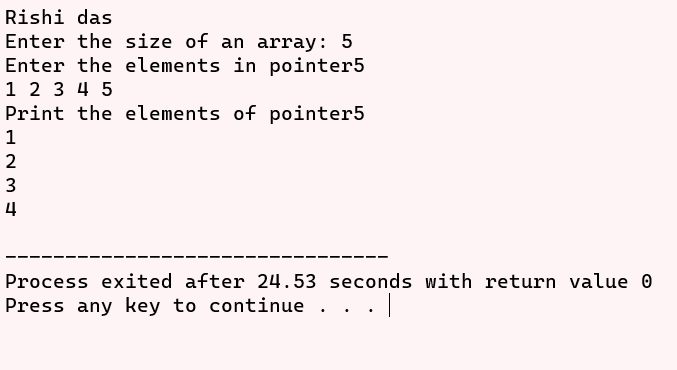 Rishi das
Enter the size of an array: 5
Enter the elements in pointer5
1 2 3 4 5
Print the elements of pointer5
1
2
3
4
--------------------------------
Process exited after 24.53 seconds with return value 0
Press any key to continue . . .